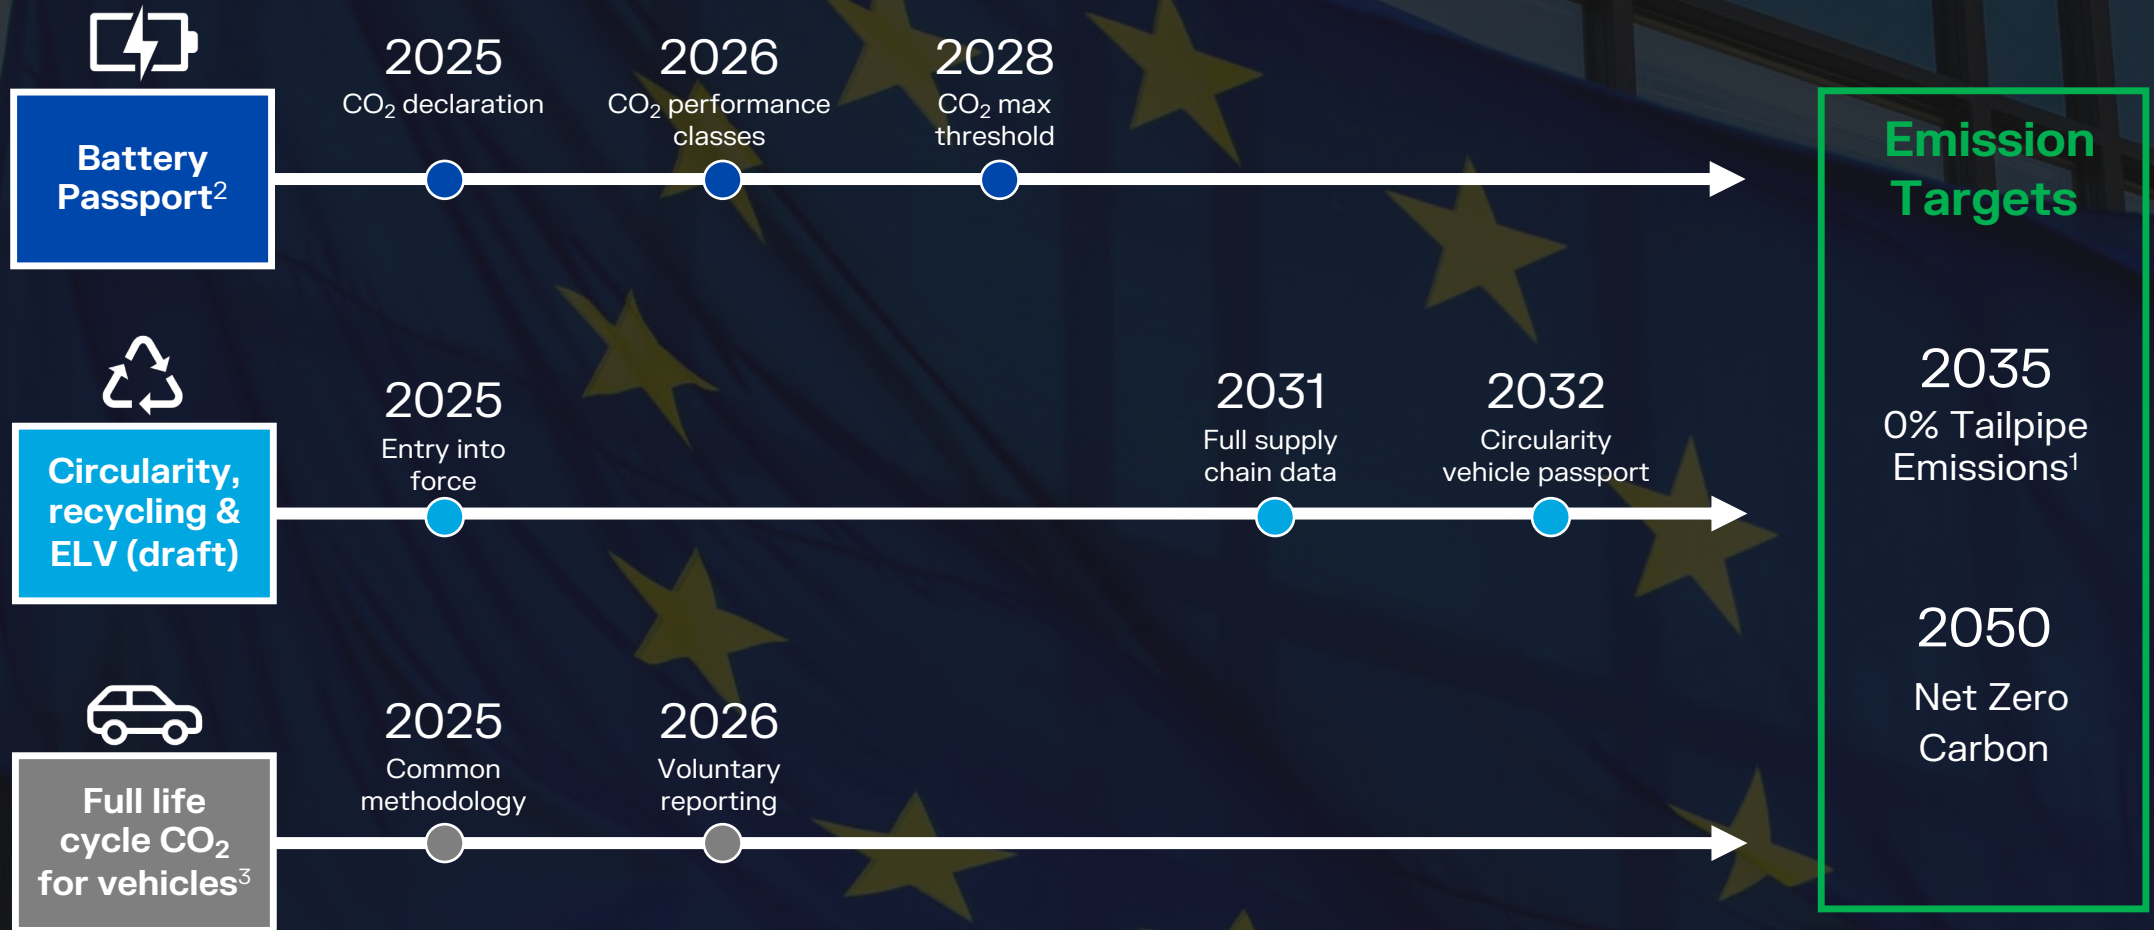 2025
CO₂ declaration
2026
CO₂ performance
classes
2028
CO₂ max
threshold
Battery
Passport²
Emission
Targets
2025
Entry into
force
2031
Full supply
chain data
2032
Circularity
vehicle passport
Circularity,
recycling &
ELV (draft)
2035
0% Tailpipe
Emissions¹
2025
Common
methodology
2026
Voluntary
reporting
Full life
cycle CO₂
for vehicles³
2050
Net Zero
Carbon